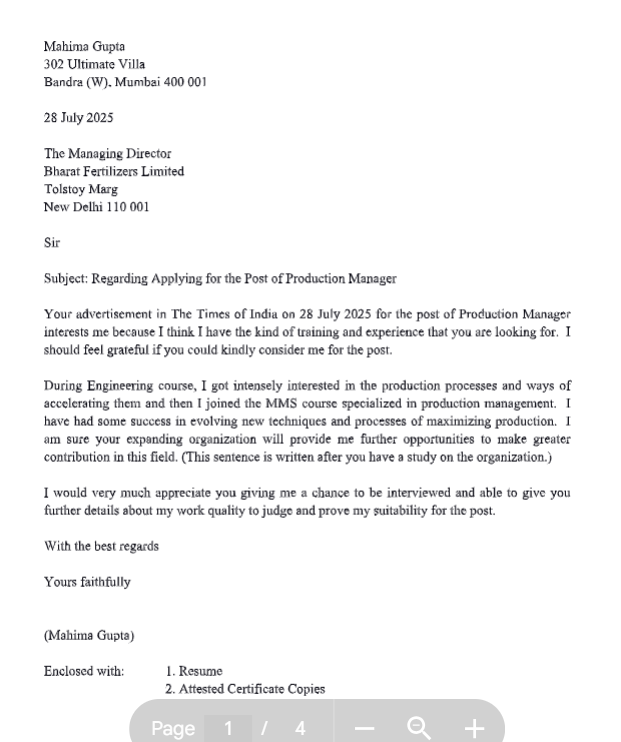 Mahima Gupta
302 Ultimate Villa
Bandra (W), Mumbai 400 001
28 July 2025
The Managing Director
Bharat Fertilizers Limited
Tolstoy Marg
New Delhi 110 001
Sir
Subject: Regarding Applying for the Post of Production Manager
Your advertisement in The Times of India on 28 July 2025 for the post of Production Manager
interests me because I think I have the kind of training and experience that you are looking for. I
should feel grateful if you could kindly consider me for the post.
During Engineering course, I got intensely interested in the production processes and ways of
accelerating them and then I joined the MMS course specialized in production management. I
have had some success in evolving new techniques and processes of maximizing production. I
am sure your expanding organization will provide me further opportunities to make greater
contribution in this field. (This sentence is written after you have a study on the organization.)
I would very much appreciate you giving me a chance to be interviewed and able to give you
further details about my work quality to judge and prove my suitability for the post.
With the best regards
Yours faithfully
(Mahima Gupta)
Enclosed with: 1. Resume
2. Attested Certificate Copies
Page 1 / 4